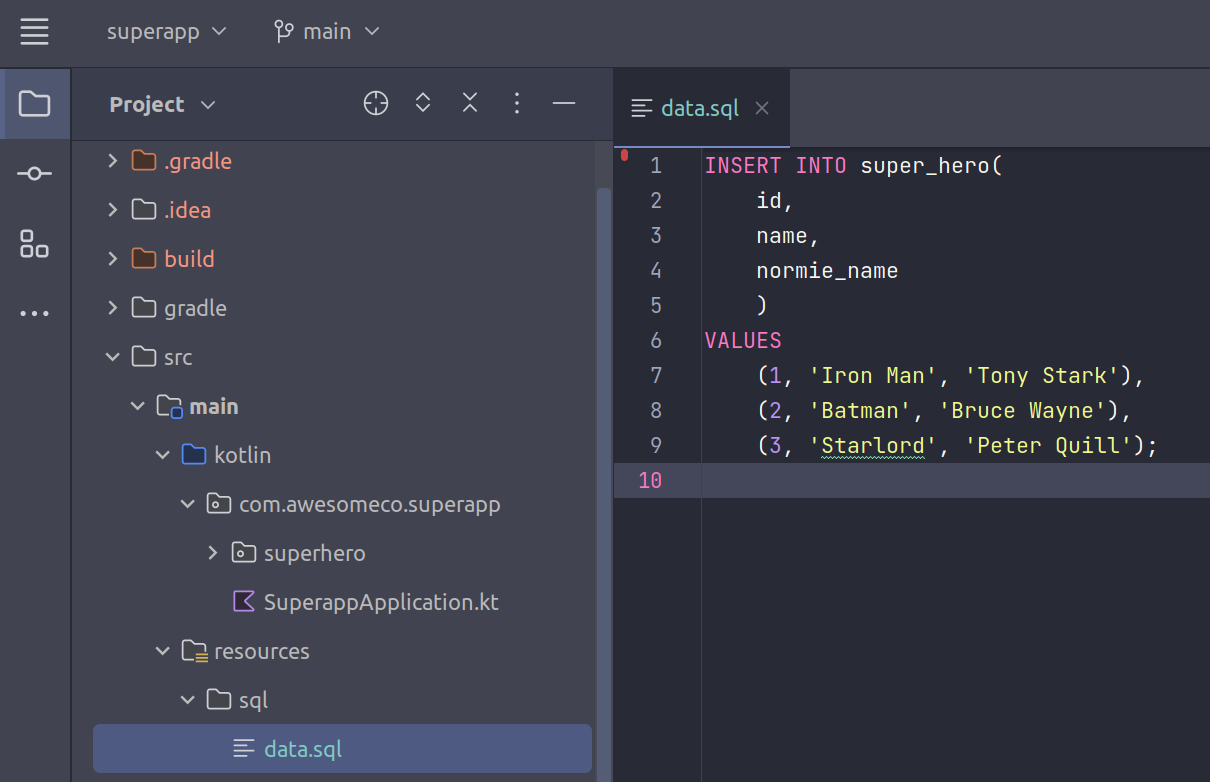 superapp main
Project
.gradle
.idea
build
gradle
src
main
kotlin
com.awesomeco.superapp
superhero
SuperappApplication.kt
resources
sql
data.sql
data.sql
1 INSERT INTO super_hero(
2 id,
3 name,
4 normie_name
5 )
6 VALUES
7 (1, 'Iron Man', 'Tony Stark'),
8 (2, 'Batman', 'Bruce Wayne'),
9 (3, 'Starlord', 'Peter Quill');
10